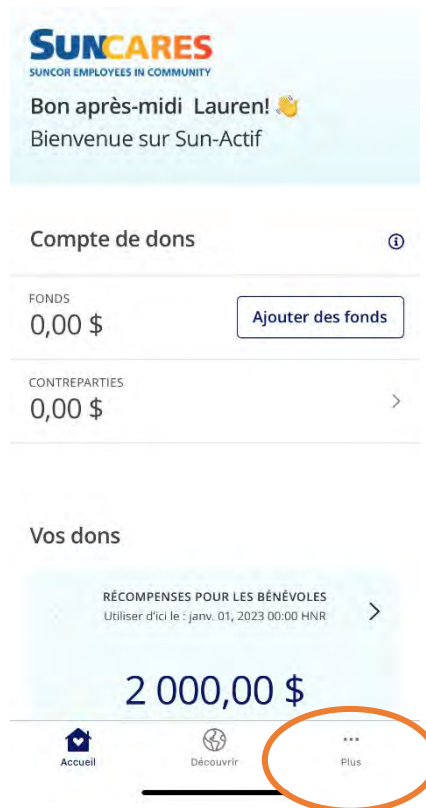 SUNCARES
SUNCOR EMPLOYEES IN COMMUNITY
Bon après-midi Lauren! 👋
Bienvenue sur Sun-Actif
Compte de dons
FONDS
0,00 $
Ajouter des fonds
CONTREPARTIES
0,00 $
Vos dons
RÉCOMPENSES POUR LES BÉNÉVOLES
Utiliser d'ici le : janv. 01, 2023 00:00 HNR
2 000,00 $
Accueil
Découvrir
Plus